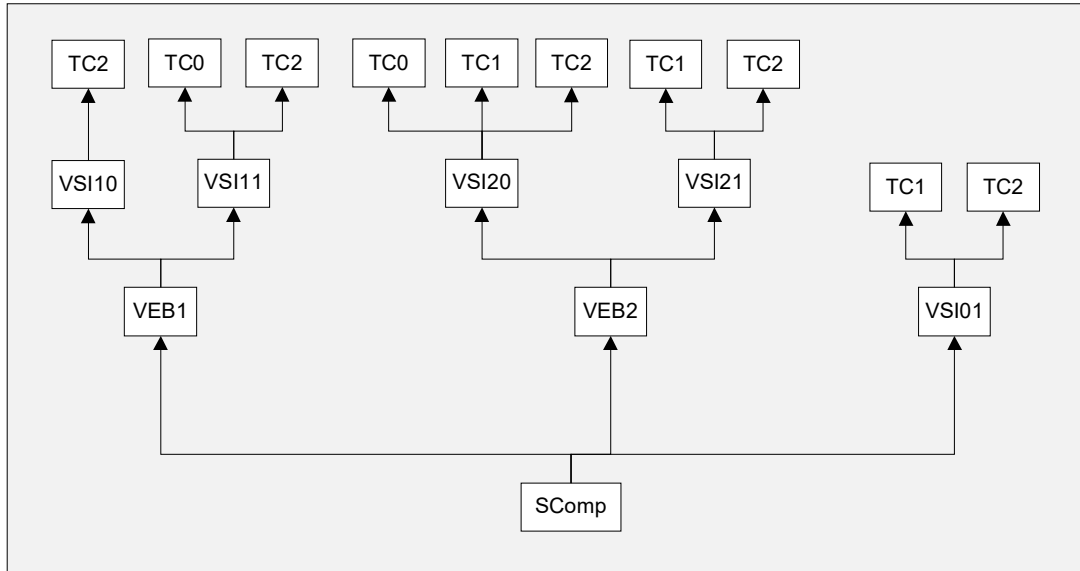 TC2 TC0 TC2 TC0 TC1 TC2 TC1 TC2
VSI10 VSI11 VSI20 VSI21 TC1 TC2
VEB1 VEB2 VSI01
SComp